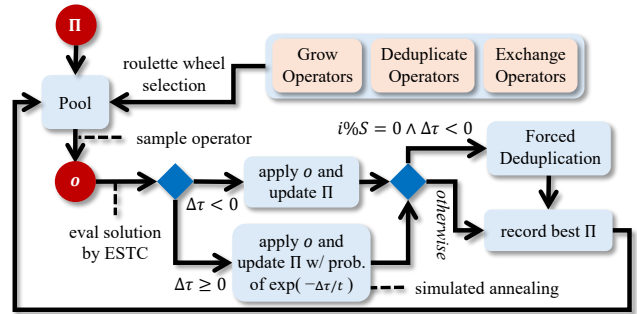 Π
roulette wheel
selection
Grow
Operators
Deduplicate
Operators
Exchange
Operators
Pool
sample operator
i%S = 0 ∧ Δτ < 0
Forced
Deduplication
o
Δτ < 0
apply o and
update Π
otherwise
eval solution
by ESTC
record best Π
Δτ ≥ 0
apply o and
update Π w/ prob.
of exp(−Δτ/t)
simulated annealing